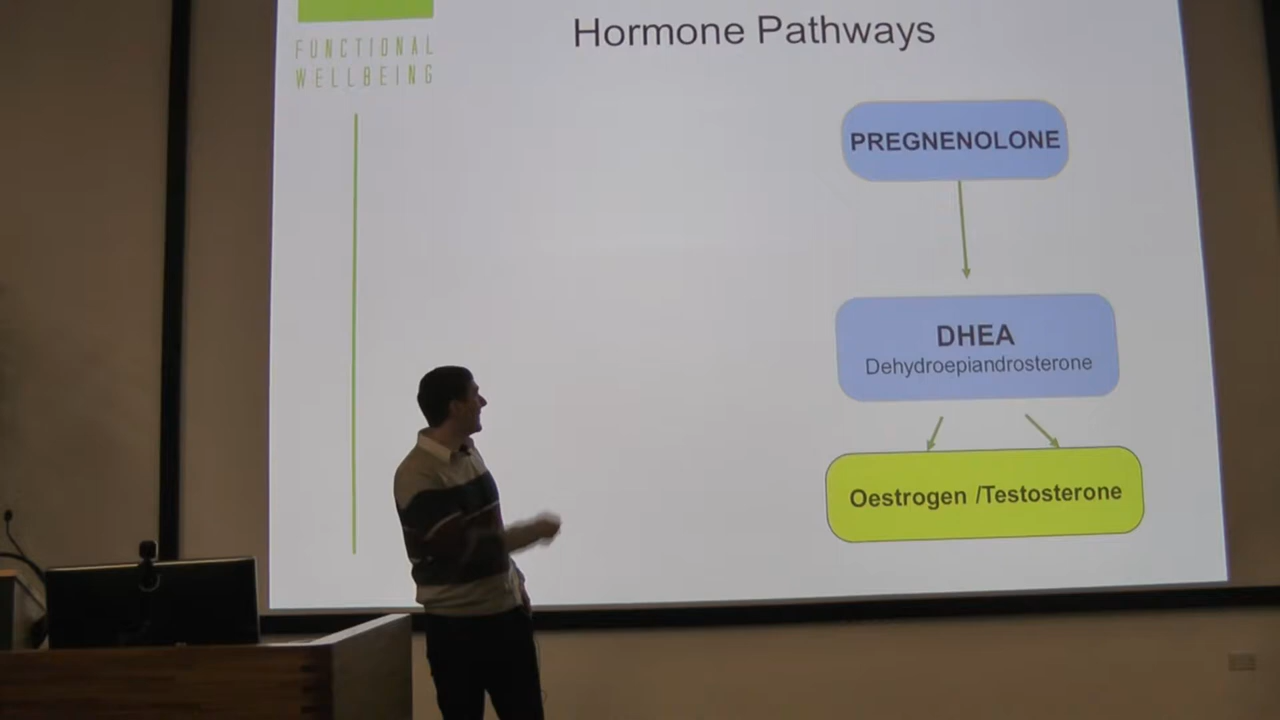 FUNCTIONAL
WELLBEING
Hormone Pathways
PREGNENOLONE
DHEA
Dehydroepiandrosterone
Oestrogen /Testosterone